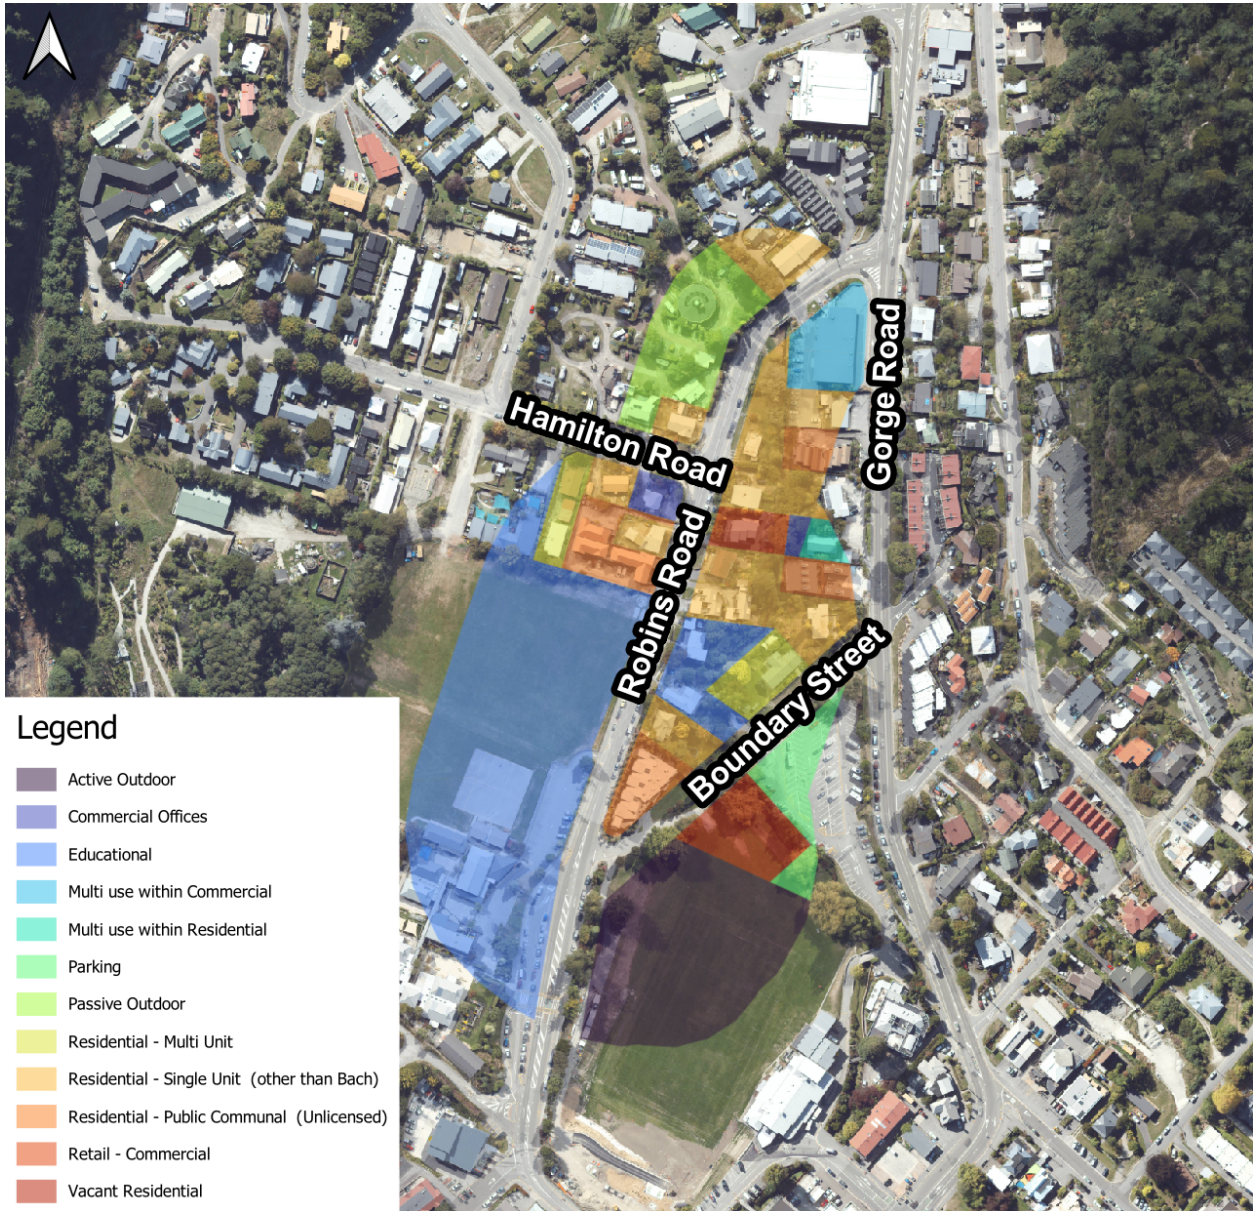 Hamilton Road
Gorge Road
Robins Road
Boundary Street
Legend
Active Outdoor
Commercial Offices
Educational
Multi use within Commercial
Multi use within Residential
Parking
Passive Outdoor
Residential - Multi Unit
Residential - Single Unit (other than Bach)
Residential - Public Communal (Unlicensed)
Retail - Commercial
Vacant Residential